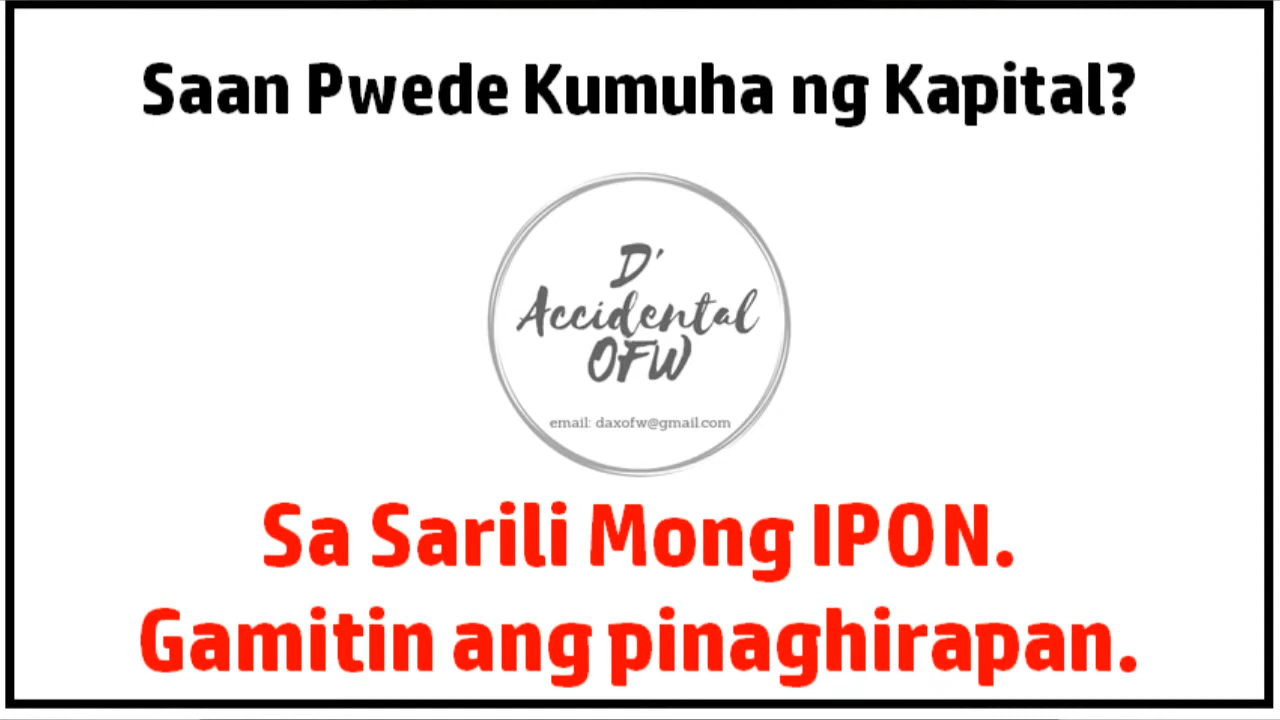 Saan Pwede Kumuha ng Kapital?
D'
Accidental
OFW
email: daxofw@gmail.com
Sa Sarili Mong IPON.
Gamitin ang pinaghirapan.